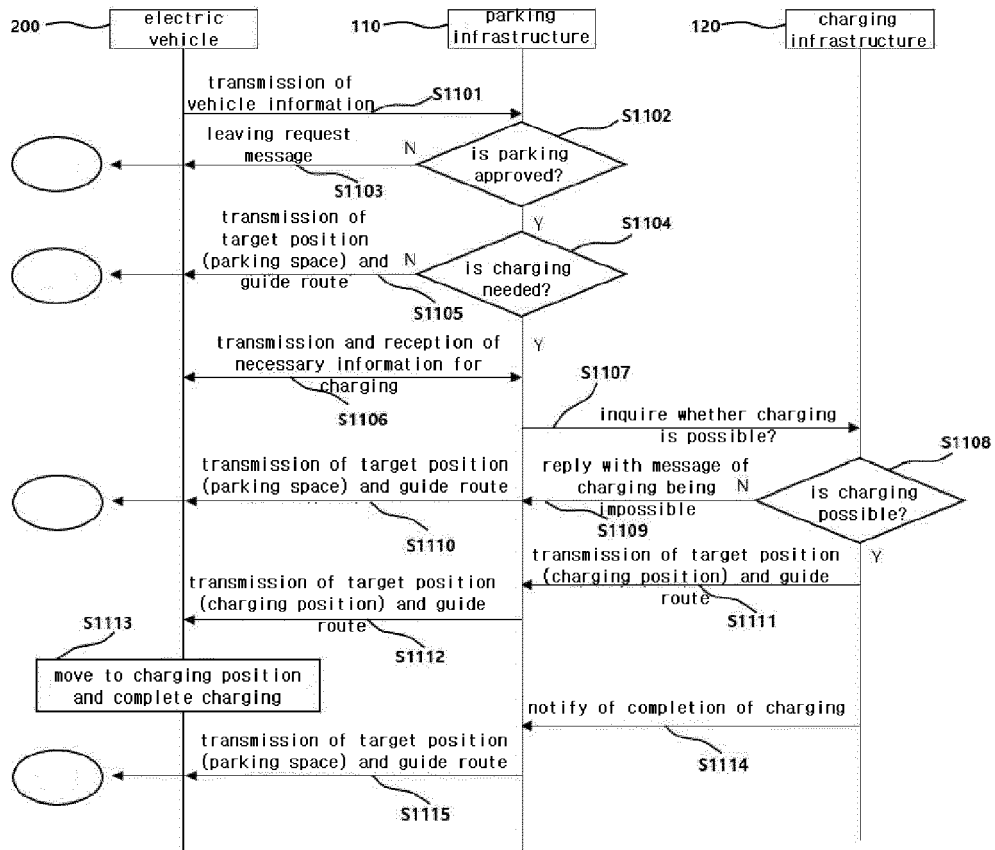 200
electric
vehicle
110
parking
infrastructure
120
charging
infrastructure
transmission of
vehicle information
S1101
S1102
leaving request
message
N
is parking
approved?
S1103
Y
transmission of
target position
(parking space) and
guide route
S1104
N
is charging
needed?
S1105
Y
transmission and reception of
necessary information for
charging
S1106
S1107
inquire whether charging
is possible?
S1108
transmission of target position
(parking space) and guide route
reply with message of
charging being
impossible
N
is charging
possible?
S1110
S1109
Y
transmission of target position
(charging position) and guide
route
S1111
transmission of target position
(charging position) and guide
route
S1112
S1113
move to charging position
and complete charging
notify of completion of charging
S1114
transmission of target position
(parking space) and guide route
S1115